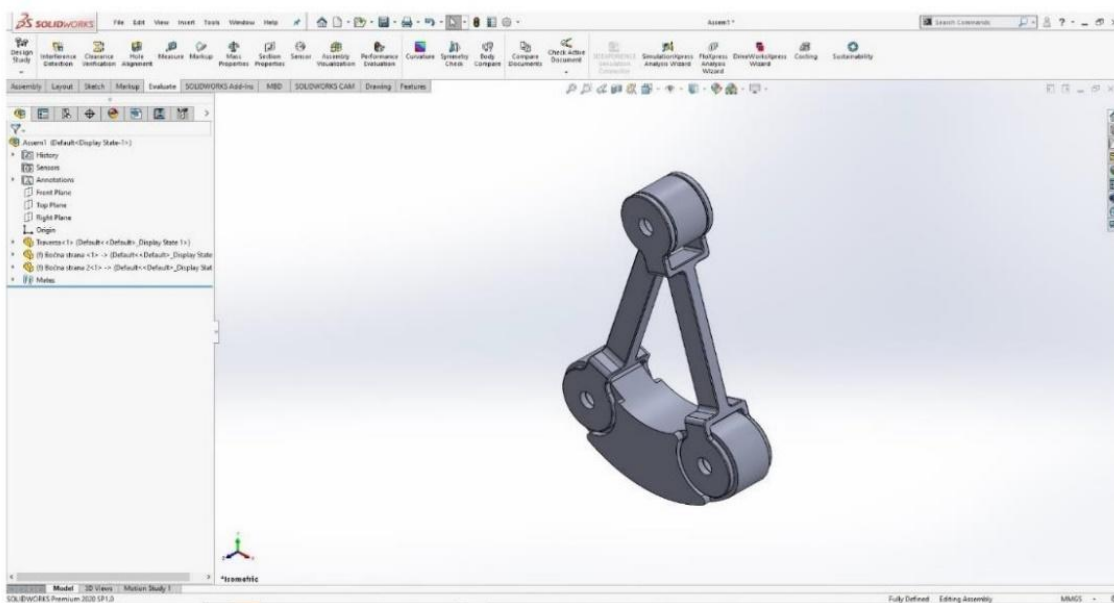 SOLIDWORKS File Edit View Insert Tools Window Help Assem1 * Search Commands
Design Study Interference Detection Clearance Verification Hole Alignment Measure Markup Mass Properties Section Properties Sensor Assembly Visualization Performance Evaluation Curvature Symmetry Check Body Compare Compare Documents Check Active Document SimulationXpress Analysis Wizard FloXpress Analysis Wizard DriveWorksXpress Wizard Costing Sustainability
Assembly Layout Sketch Markup Evaluate SOLIDWORKS Add-Ins MBD SOLIDWORKS CAM Drawing Features
Assem1 (Default<Display State-1>)
History
Sensors
Annotations
Front Plane
Top Plane
Right Plane
Origin
Traversa<1> (Default<<Default>_Display State 1>)
(f) Bočna strana <1> -> (Default<<Default>_Display State
(f) Bočna strana 2<1> -> (Default<<Default>_Display Stat
Mates
*Isometric
Model 3D Views Motion Study 1
SOLIDWORKS Premium 2020 SP1.0 Fully Defined Editing Assembly MMGS